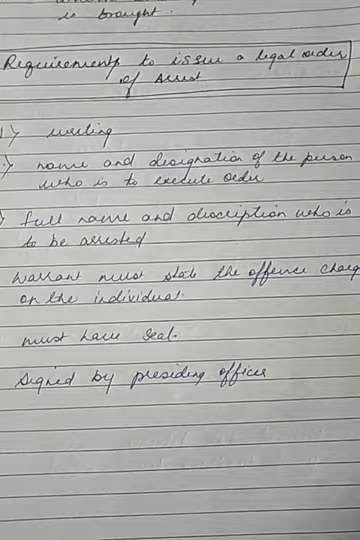 is brought.
Requirements to issue a legal order
of Arrest
1) writing
) name and designation of the person
who is to execute order
) full name and description who is
to be arrested
warrant must state the offence charg
on the individual.
must have seal.
signed by presiding officer